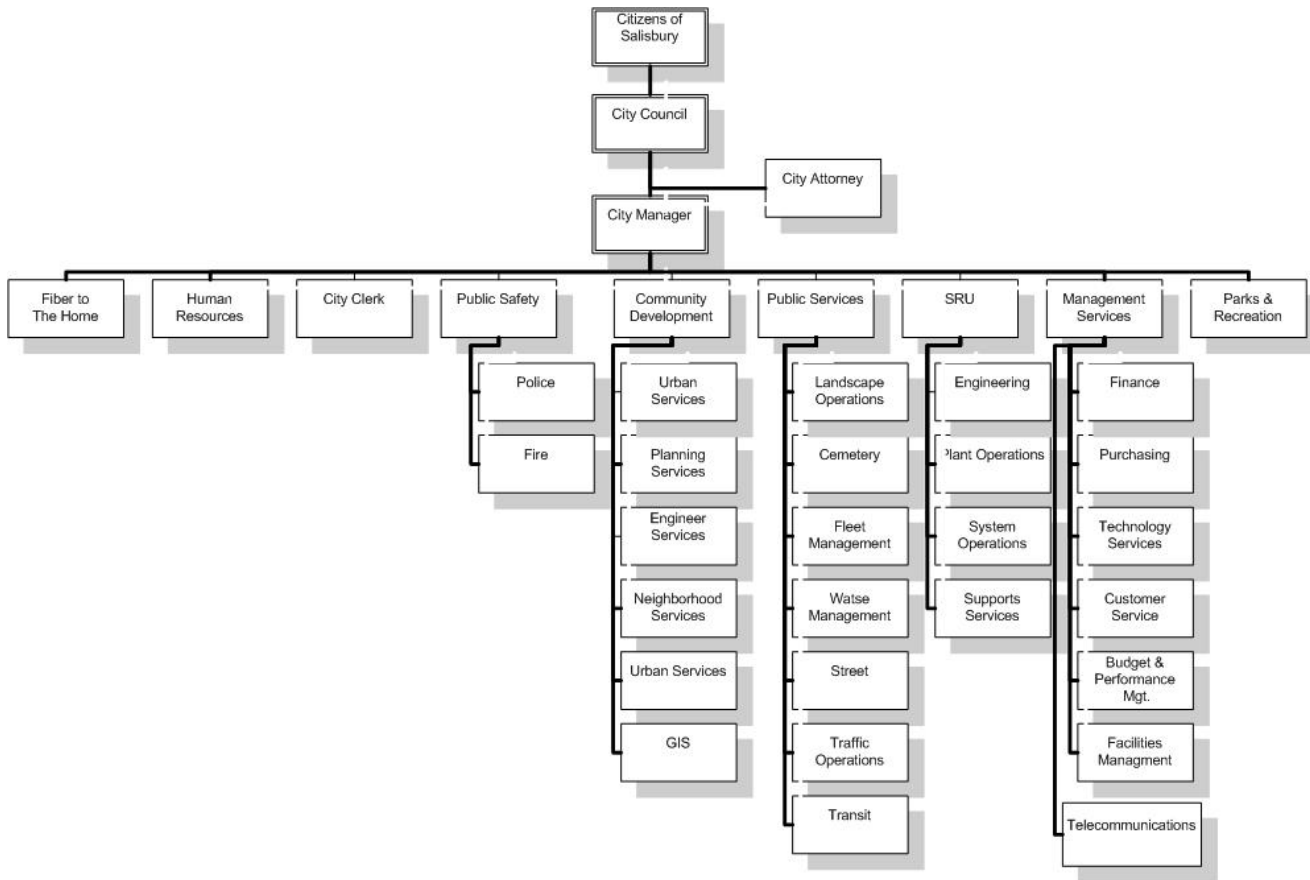 Citizens of
Salisbury
City Council
City Attorney
City Manager
Fiber to
The Home
Human
Resources
City Clerk
Public Safety
Community
Development
Public Services
SRU
Management
Services
Parks &
Recreation
Police
Fire
Urban
Services
Planning
Services
Engineer
Services
Neighborhood
Services
Urban Services
GIS
Landscape
Operations
Cemetery
Fleet
Management
Watse
Management
Street
Traffic
Operations
Transit
Engineering
Plant Operations
System
Operations
Supports
Services
Finance
Purchasing
Technology
Services
Customer
Service
Budget &
Performance
Mgt.
Facilities
Managment
Telecommunications